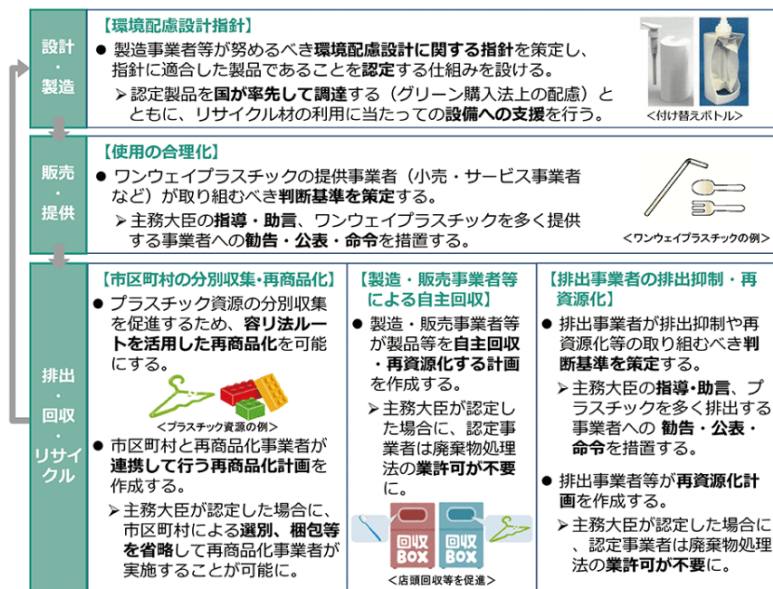 設計
・
製造
【環境配慮設計指針】
● 製造事業者等が努めるべき環境配慮設計に関する指針を策定し、
指針に適合した製品であることを認定する仕組みを設ける。
➢認定製品を国が率先して調達する(グリーン購入法上の配慮)と
ともに、リサイクル材の利用に当たっての設備への支援を行う。
<付け替えボトル>
販売
・
提供
【使用の合理化】
● ワンウェイプラスチックの提供事業者(小売・サービス事業者
など)が取り組むべき判断基準を策定する。
➢主務大臣の指導・助言、ワンウェイプラスチックを多く提供
する事業者への勧告・公表・命令を措置する。
<ワンウェイプラスチックの例>
排出
・
回収
・
リサイ
クル
【市区町村の分別収集・再商品化】
● プラスチック資源の分別収集
を促進するため、容リ法ルー
トを活用した再商品化を可能
にする。
<プラスチック資源の例>
● 市区町村と再商品化事業者が
連携して行う再商品化計画を
作成する。
➢主務大臣が認定した場合に、
市区町村による選別、梱包等
を省略して再商品化事業者が
実施することが可能に。
【製造・販売事業者等
による自主回収】
● 製造・販売事業者等
が製品等を自主回収
・再資源化する計画
を作成する。
➢主務大臣が認定し
た場合に、認定事
業者は廃棄物処理
法の業許可が不要
に。
回収
BOX
回収
BOX
<店頭回収等を促進>
【排出事業者の排出抑制・再
資源化】
● 排出事業者が排出抑制や再
資源化等の取り組むべき判
断基準を策定する。
➢主務大臣の指導・助言、プ
ラスチックを多く排出する
事業者への 勧告・公表・
命令を措置する。
● 排出事業者等が再資源化計
画を作成する。
➢主務大臣が認定した場合に
、認定事業者は廃棄物処理
法の業許可が不要に。